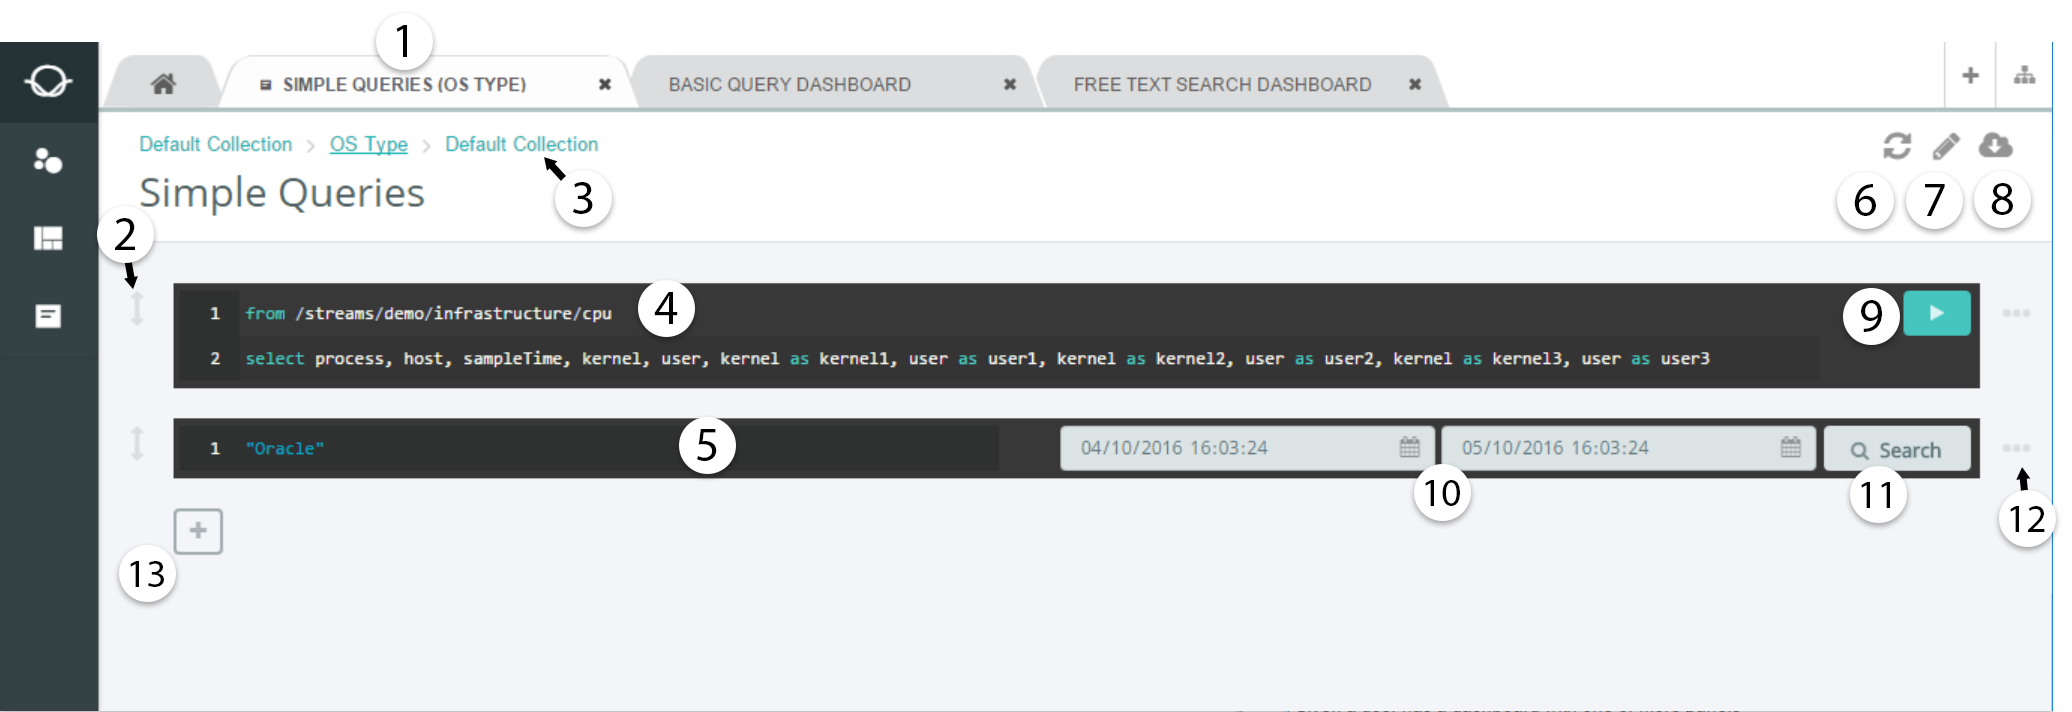 1
SIMPLE QUERIES (OS TYPE)
BASIC QUERY DASHBOARD
FREE TEXT SEARCH DASHBOARD
Default Collection > OS Type > Default Collection
3
Simple Queries
6 7 8
2
1 from /streams/demo/infrastructure/cpu
4
9
2 select process, host, sampleTime, kernel, user, kernel as kernel1, user as user1, kernel as kernel2, user as user2, kernel as kernel3, user as user3
1 "Oracle"
5
04/10/2016 16:03:24
05/10/2016 16:03:24
Search
10
11
12
13